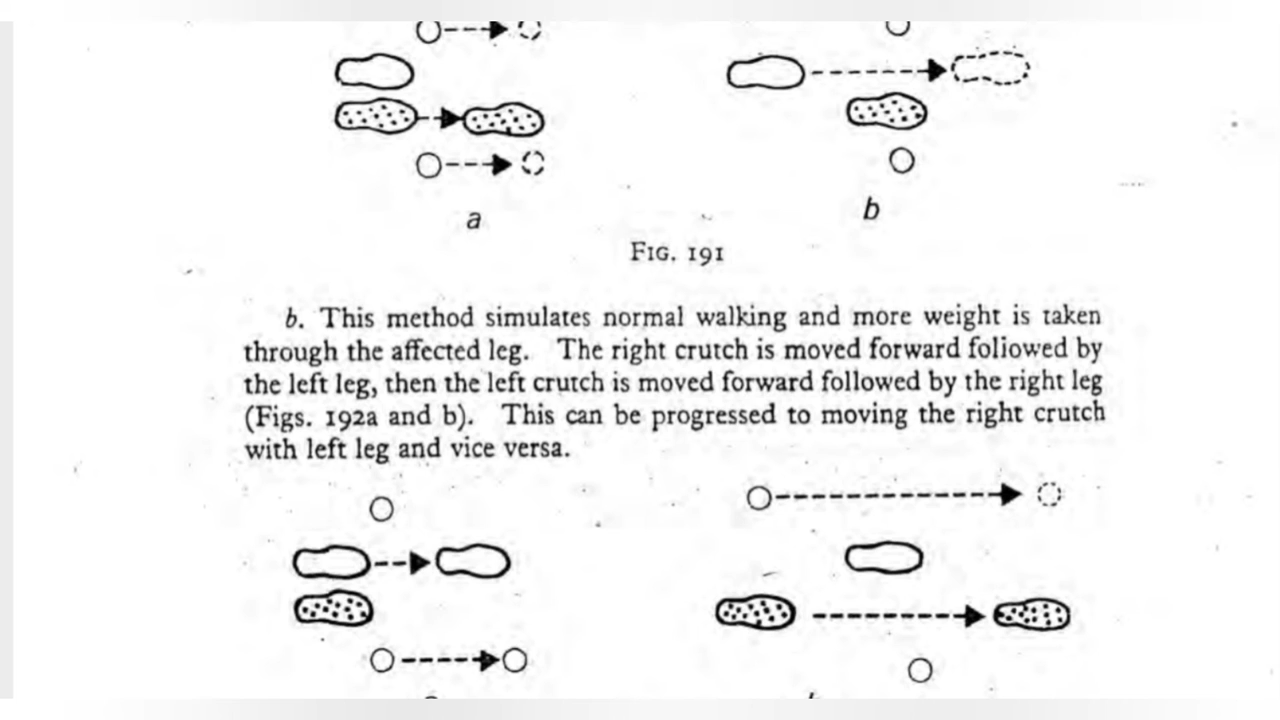 a
b
FIG. 191
b. This method simulates normal walking and more weight is taken
through the affected leg. The right crutch is moved forward followed by
the left leg, then the left crutch is moved forward followed by the right leg
(Figs. 192a and b). This can be progressed to moving the right crutch
with left leg and vice versa.